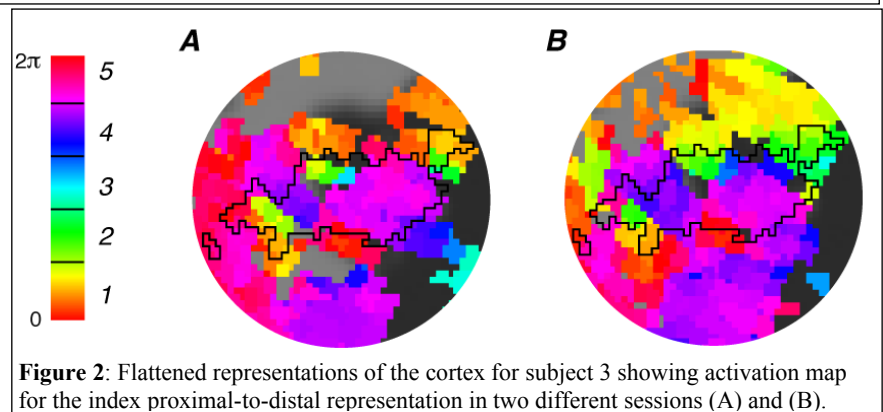 A
B
2π
5
4
3
2
1
0
Figure 2: Flattened representations of the cortex for subject 3 showing activation map
for the index proximal-to-distal representation in two different sessions (A) and (B).